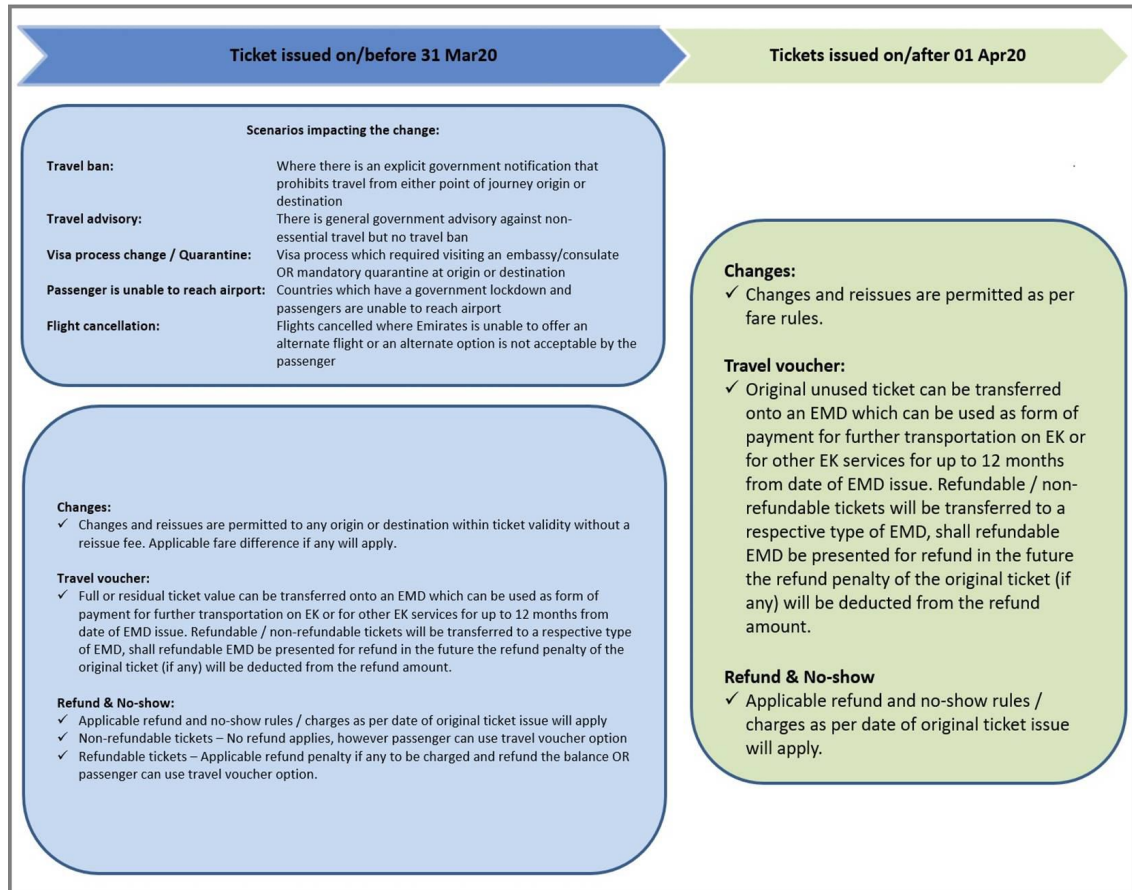 Ticket issued on/before 31 Mar20
Tickets issued on/after 01 Apr20
Scenarios impacting the change:
Travel ban: Where there is an explicit government notification that
prohibits travel from either point of journey origin or
destination
Travel advisory: There is general government advisory against non-
essential travel but no travel ban
Visa process change / Quarantine: Visa process which required visiting an embassy/consulate
OR mandatory quarantine at origin or destination
Passenger is unable to reach airport: Countries which have a government lockdown and
passengers are unable to reach airport
Flight cancellation: Flights cancelled where Emirates is unable to offer an
alternate flight or an alternate option is not acceptable by the
passenger
Changes:
✓ Changes and reissues are permitted to any origin or destination within ticket validity without a
reissue fee. Applicable fare difference if any will apply.
Travel voucher:
✓ Full or residual ticket value can be transferred onto an EMD which can be used as form of
payment for further transportation on EK or for other EK services for up to 12 months from
date of EMD issue. Refundable / non-refundable tickets will be transferred to a respective type
of EMD, shall refundable EMD be presented for refund in the future the refund penalty of the
original ticket (if any) will be deducted from the refund amount.
Refund & No-show:
✓ Applicable refund and no-show rules / charges as per date of original ticket issue will apply
✓ Non-refundable tickets – No refund applies, however passenger can use travel voucher option
✓ Refundable tickets – Applicable refund penalty if any to be charged and refund the balance OR
passenger can use travel voucher option.
Changes:
✓ Changes and reissues are permitted as per
fare rules.
Travel voucher:
✓ Original unused ticket can be transferred
onto an EMD which can be used as form of
payment for further transportation on EK or
for other EK services for up to 12 months
from date of EMD issue. Refundable / non-
refundable tickets will be transferred to a
respective type of EMD, shall refundable
EMD be presented for refund in the future
the refund penalty of the original ticket (if
any) will be deducted from the refund
amount.
Refund & No-show
✓ Applicable refund and no-show rules /
charges as per date of original ticket issue
will apply.